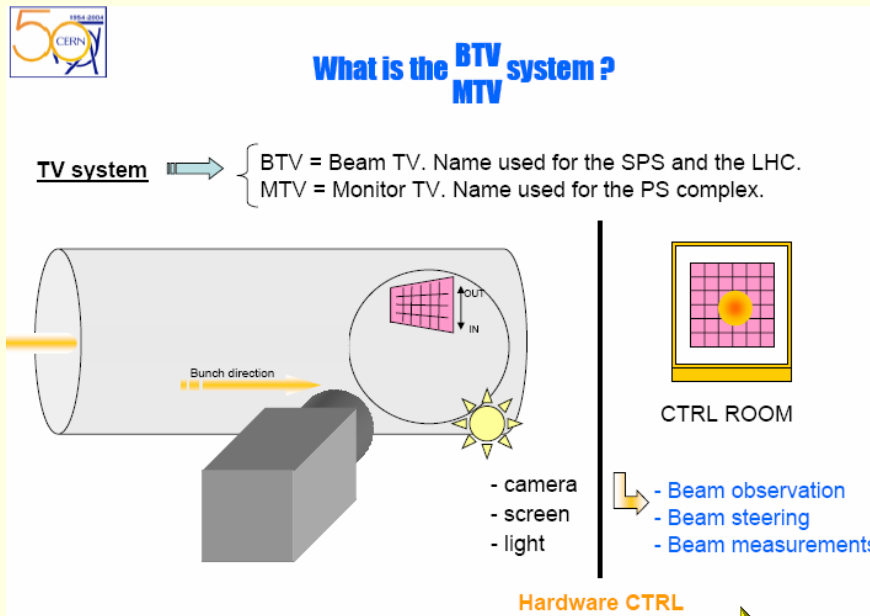 1954-2004
50
CERN
What is the BTV system ?
MTV
TV system
BTV = Beam TV. Name used for the SPS and the LHC.
MTV = Monitor TV. Name used for the PS complex.
OUT
IN
Bunch direction
CTRL ROOM
- camera
- screen
- light
- Beam observation
- Beam steering
- Beam measurements
Hardware CTRL